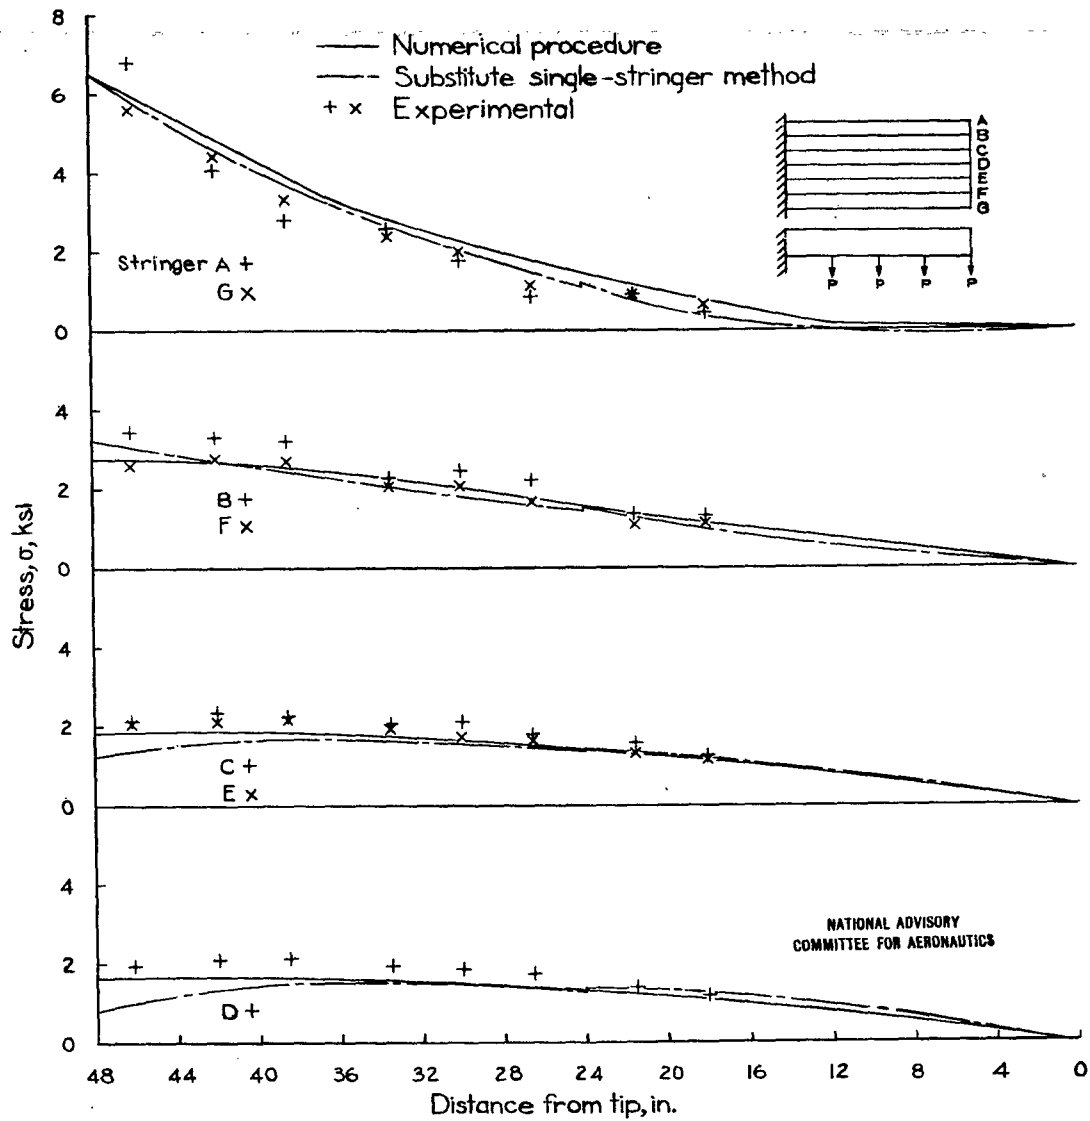 8
6
4
2
0
Numerical procedure
Substitute single-stringer method
+ x Experimental
A
B
C
D
E
F
G
P P P P
Stringer A +
G x
4
2
0
B +
F x
Stress, σ, ksi
4
2
0
C +
E x
4
2
0
D +
NATIONAL ADVISORY
COMMITTEE FOR AERONAUTICS
48 44 40 36 32 28 24 20 16 12 8 4 0
Distance from tip, in.